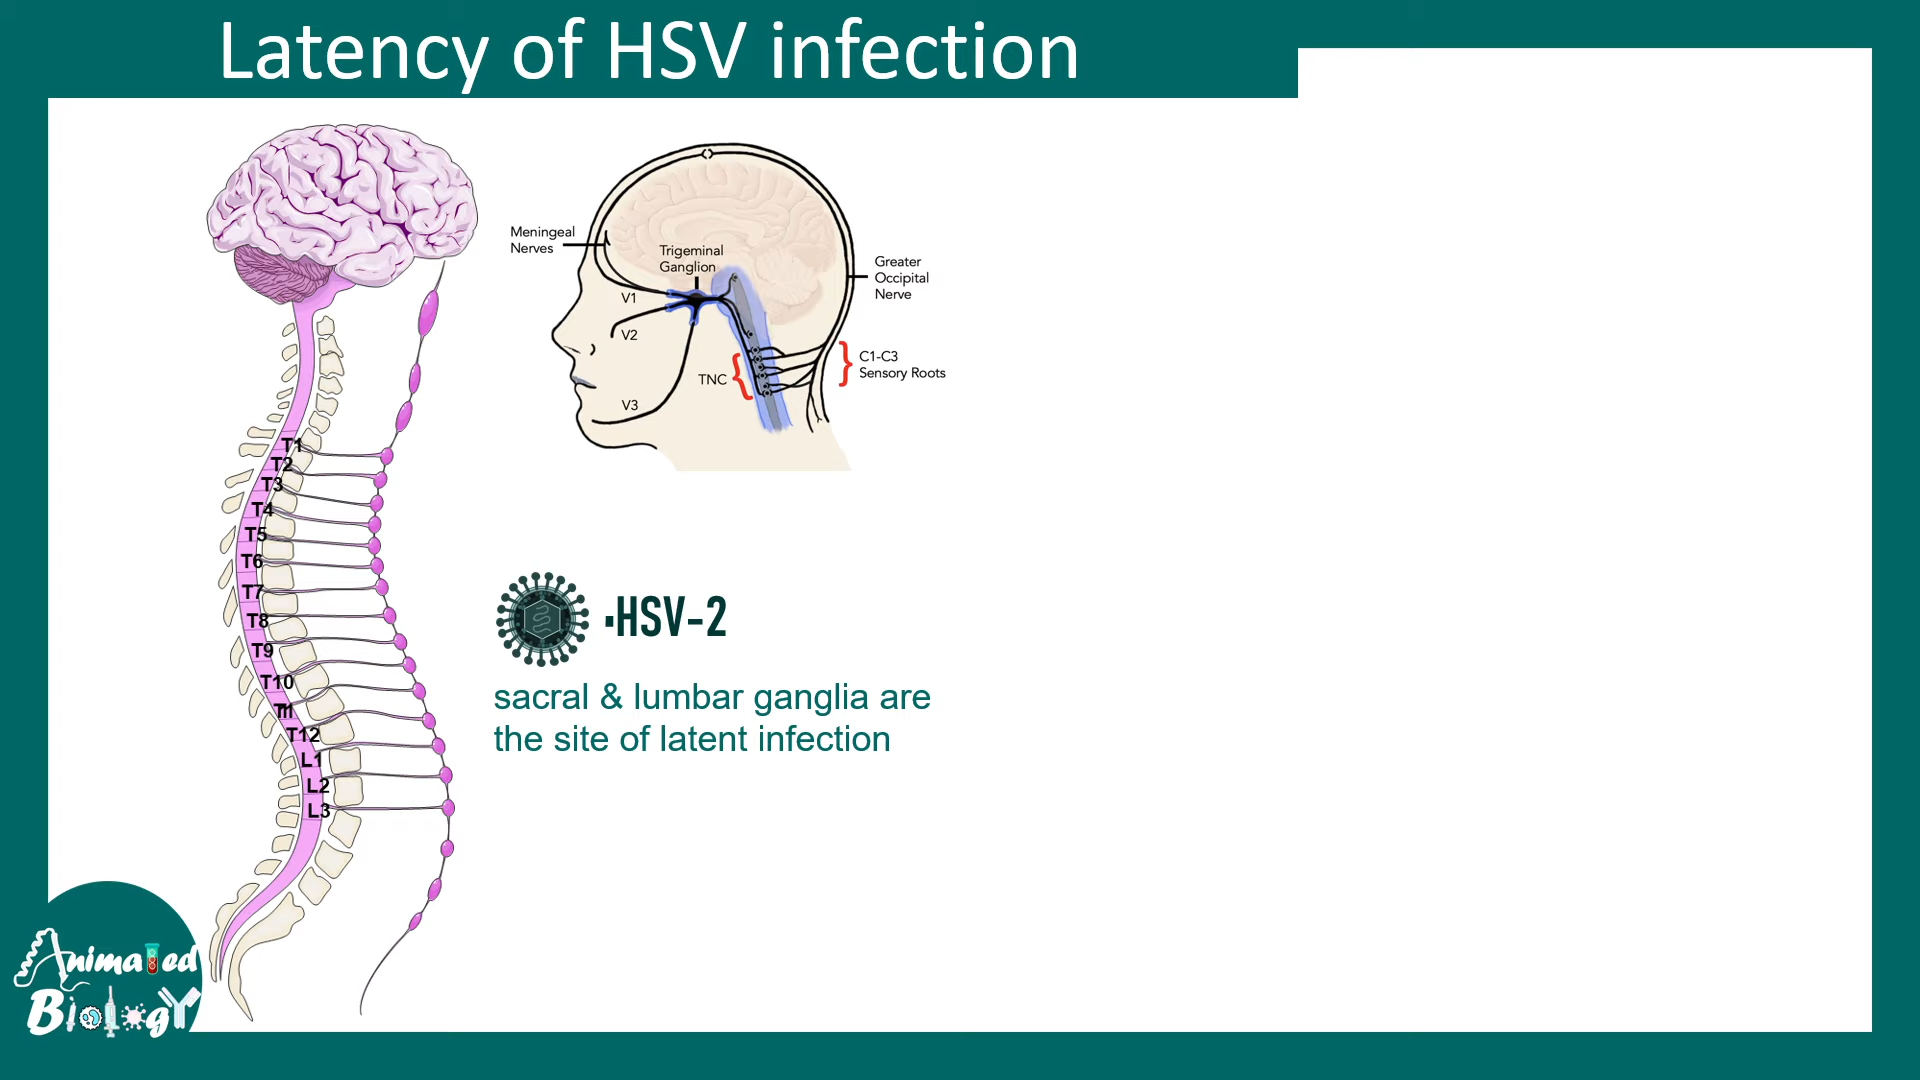 Latency of HSV infection
Meningeal
Nerves
Trigeminal
Ganglion
Greater
Occipital
Nerve
V1
V2
V3
TNC
C1-C3
Sensory Roots
T1
T2
T3
T4
T5
T6
T7
T8
T9
T10
T11
T12
L1
L2
L3
·HSV-2
sacral & lumbar ganglia are
the site of latent infection
Animated
Biology